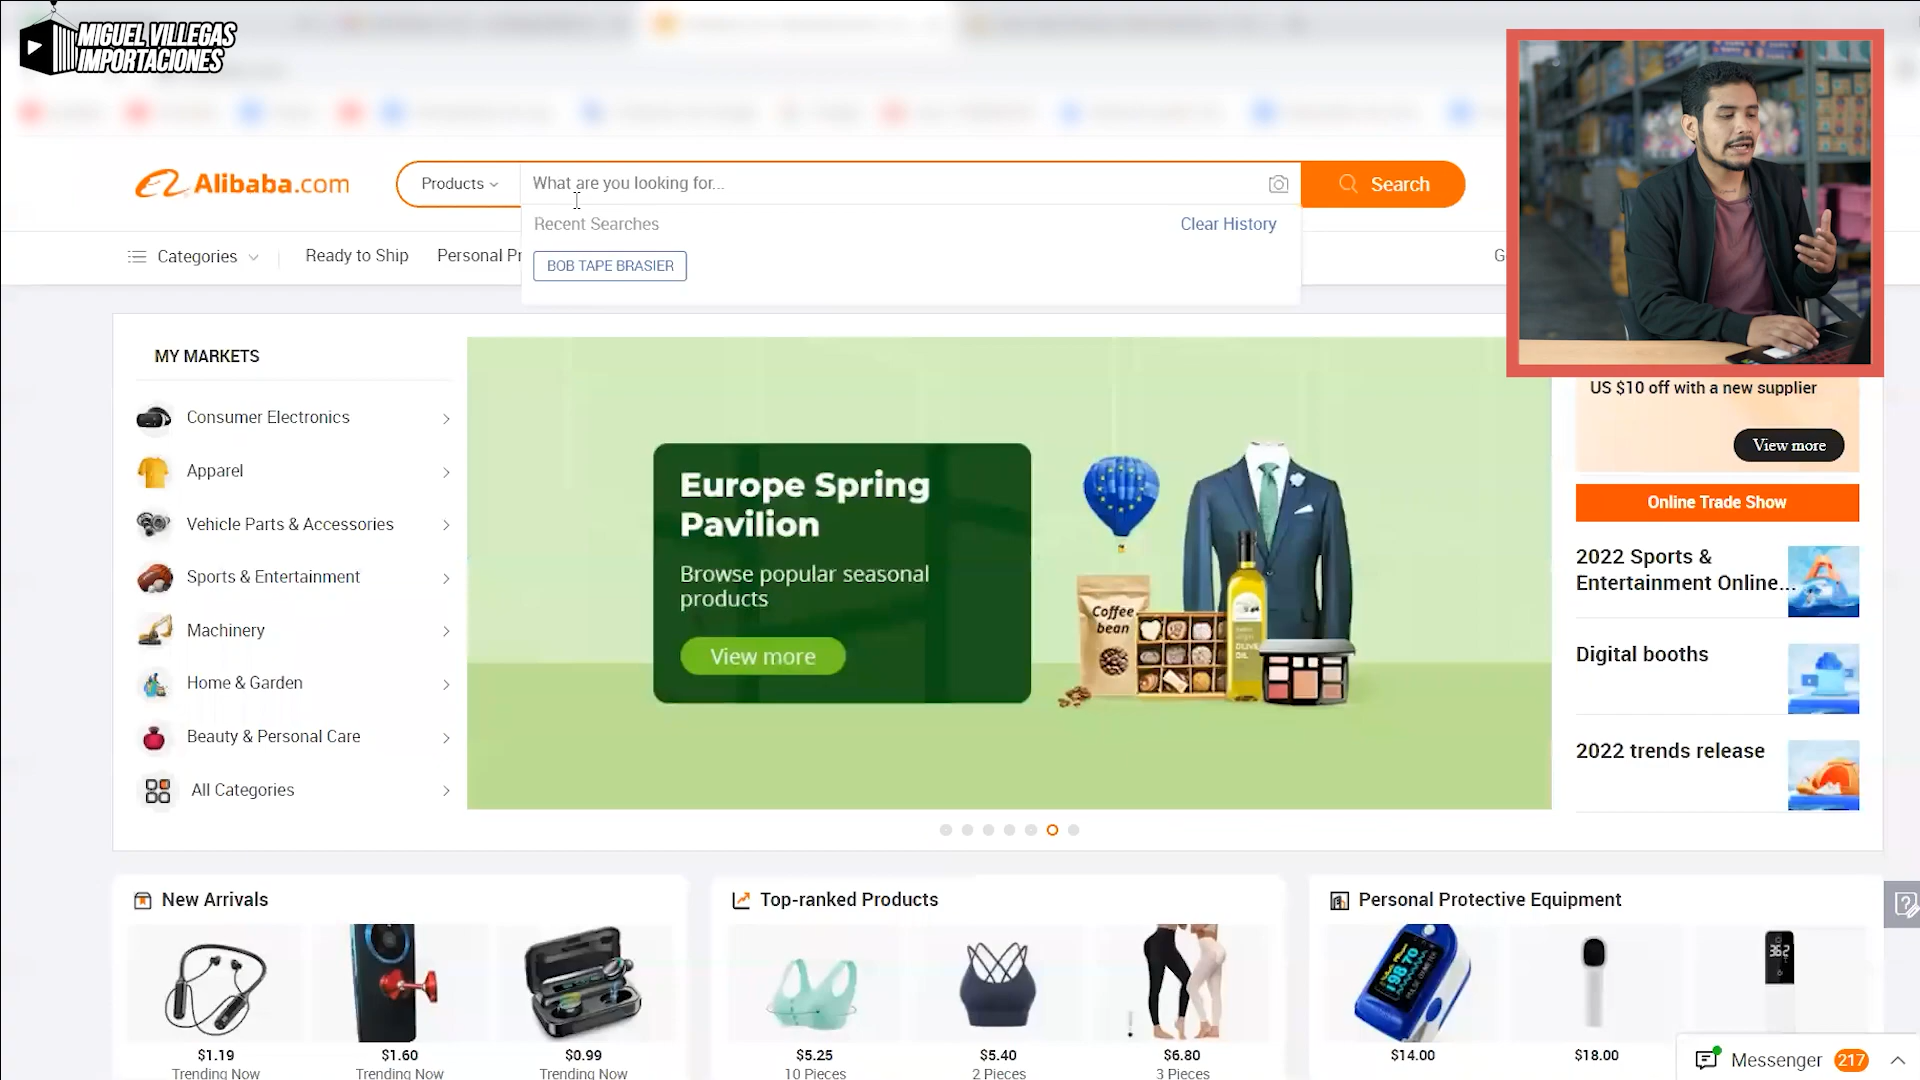 MIGUEL VILLEGAS
IMPORTACIONES
Alibaba.com
Products
What are you looking for...
Search
Recent Searches
Clear History
BOB TAPE BRASIER
Categories
Ready to Ship
Personal Pr
G
MY MARKETS
Consumer Electronics
Apparel
Vehicle Parts & Accessories
Sports & Entertainment
Machinery
Home & Garden
Beauty & Personal Care
All Categories
Europe Spring
Pavilion
Browse popular seasonal
products
View more
Coffee
bean
US $10 off with a new supplier
View more
Online Trade Show
2022 Sports &
Entertainment Online...
Digital booths
2022 trends release
New Arrivals
$1.19
Trending Now
$1.60
Trending Now
$0.99
Trending Now
Top-ranked Products
$5.25
10 Pieces
$5.40
2 Pieces
$6.80
3 Pieces
Personal Protective Equipment
98 70
36.2
$14.00
$18.00
Messenger
217